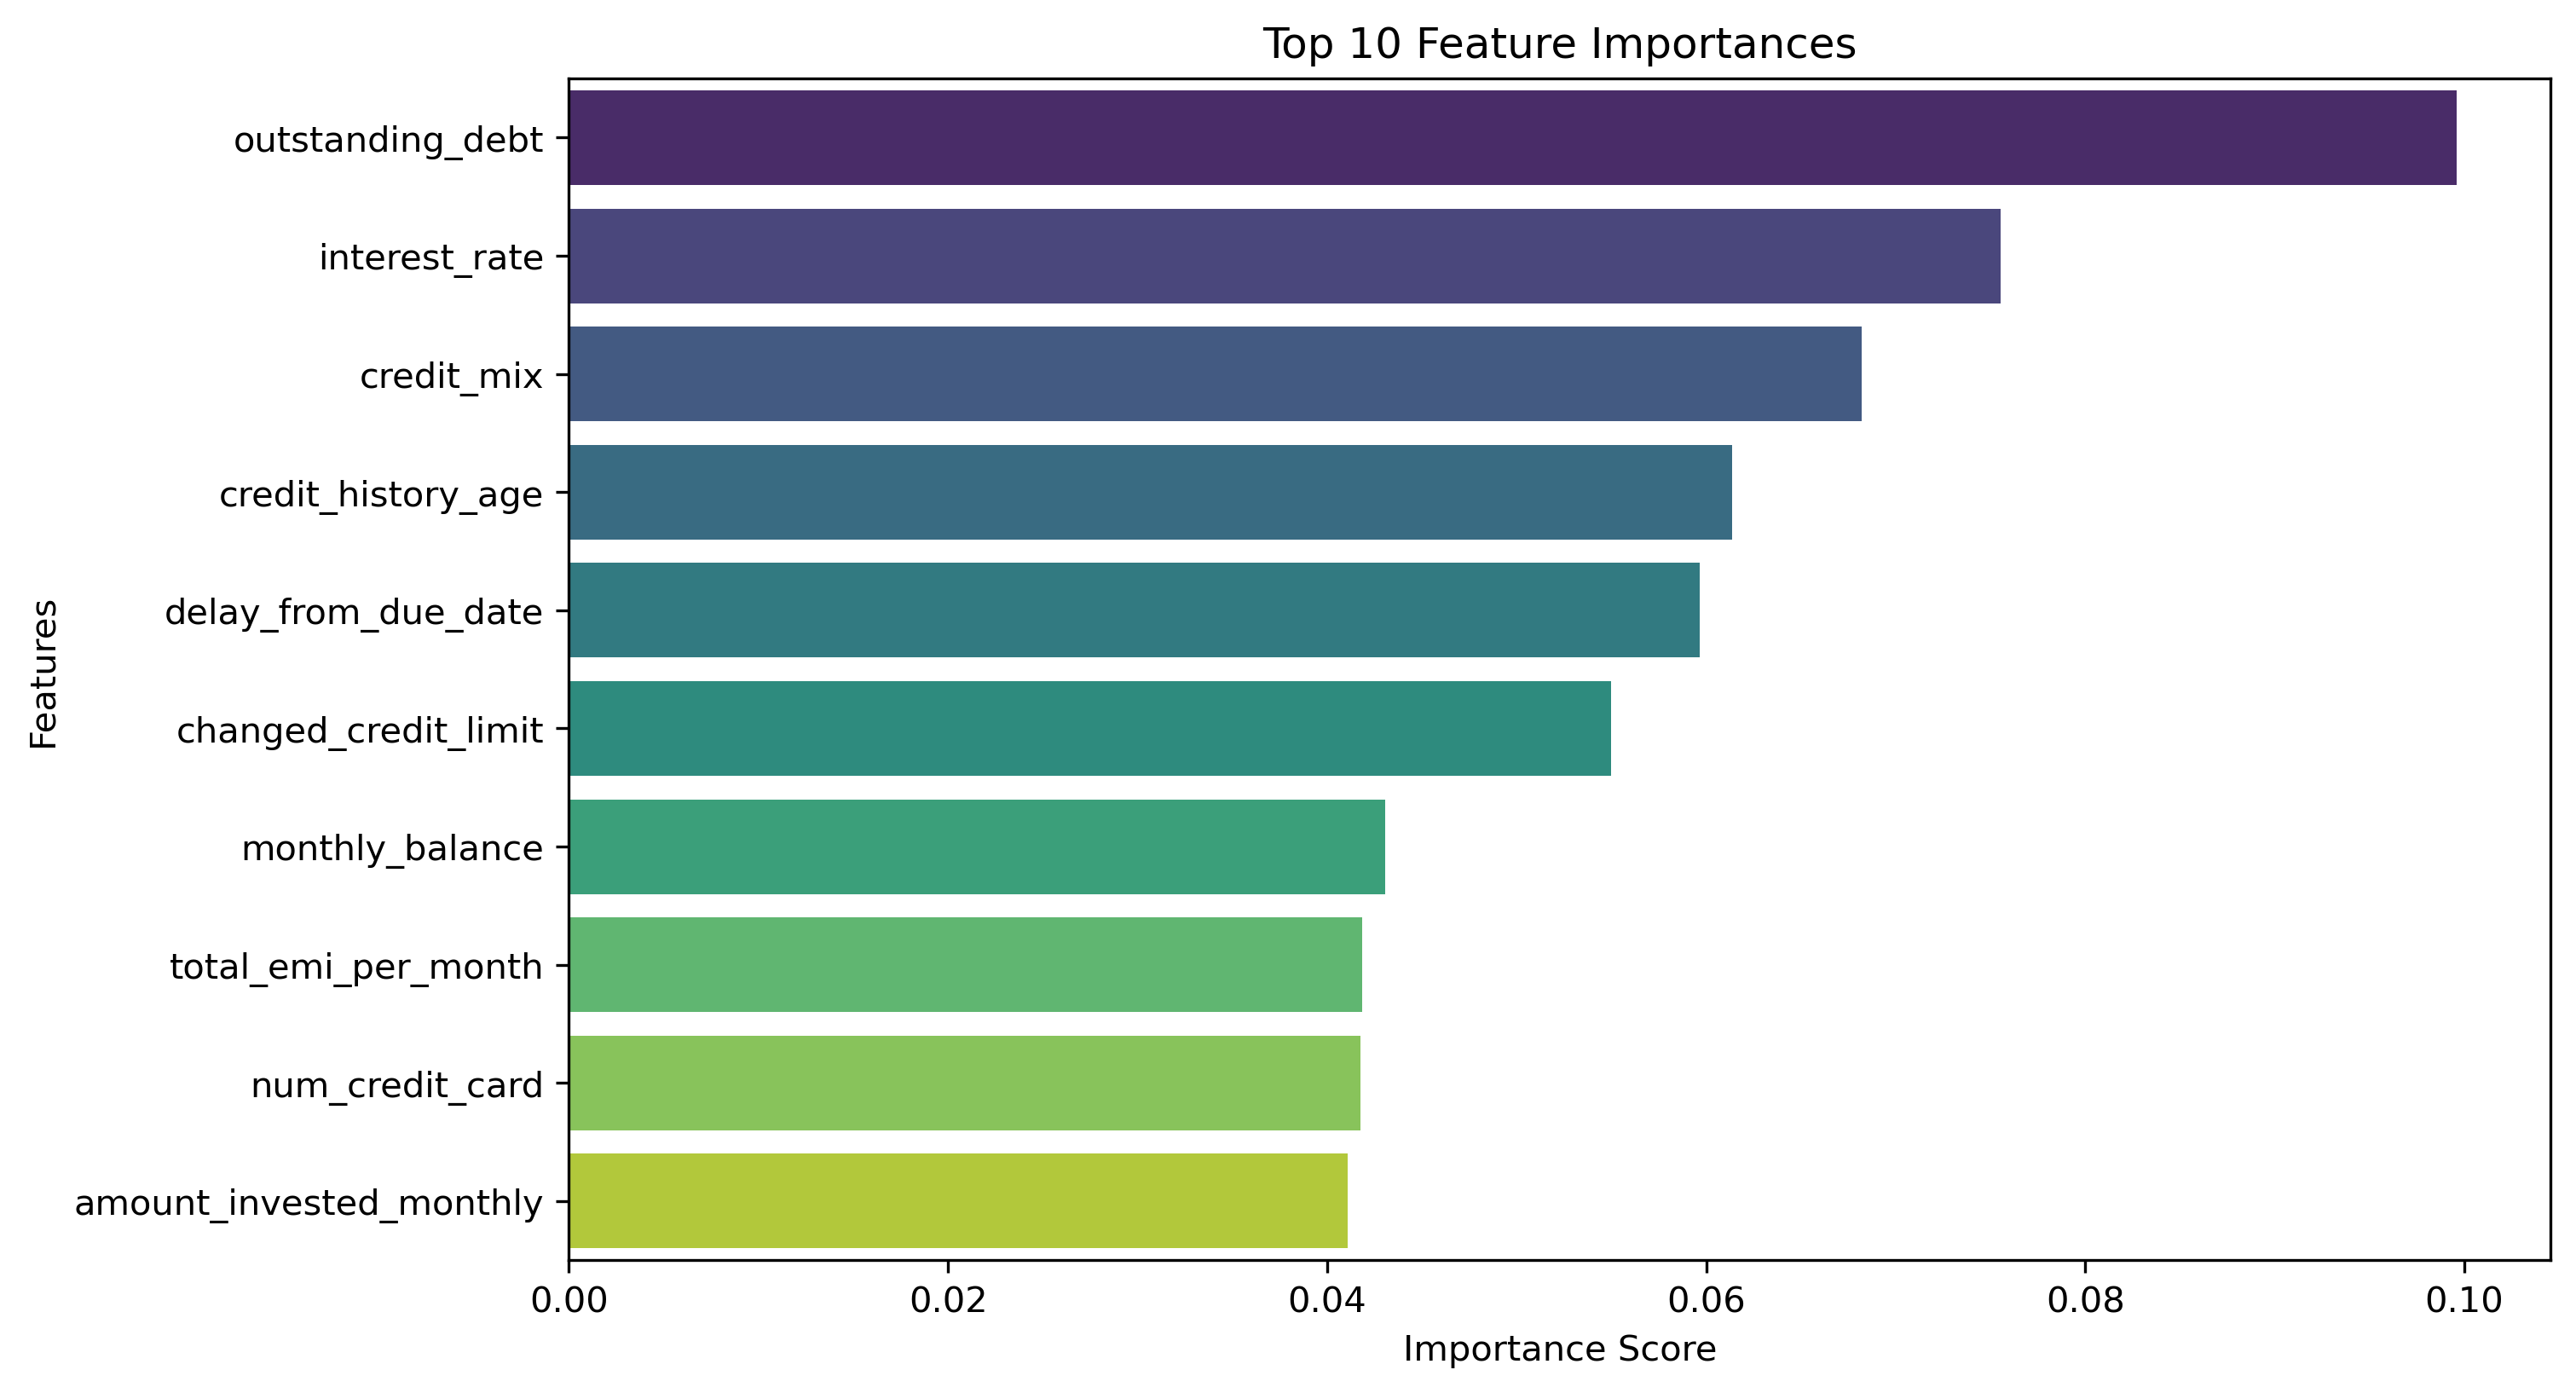 Top 10 Feature Importances
Features
outstanding_debt
interest_rate
credit_mix
credit_history_age
delay_from_due_date
changed_credit_limit
monthly_balance
total_emi_per_month
num_credit_card
amount_invested_monthly
0.00 0.02 0.04 0.06 0.08 0.10
Importance Score